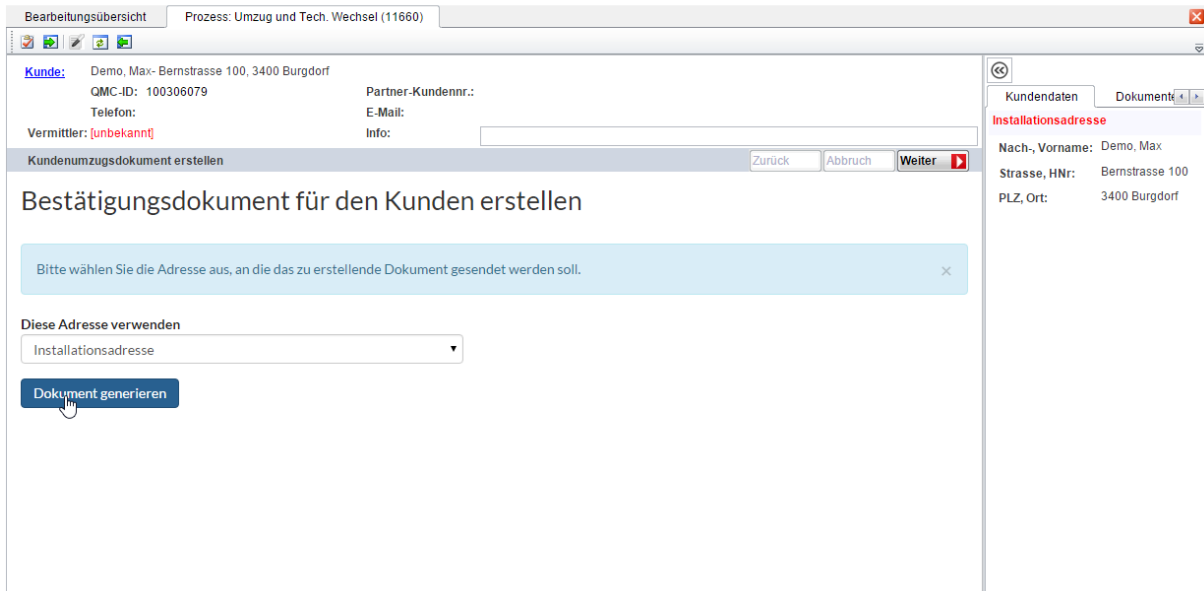 Bearbeitungsübersicht
Prozess: Umzug und Tech. Wechsel (11660)
Kunde: Demo, Max- Bernstrasse 100, 3400 Burgdorf
QMC-ID: 100306079 Partner-Kundennr.:
Telefon: E-Mail:
Vermittler: [unbekannt] Info:
Kundenumzugsdokument erstellen Zurück Abbruch Weiter
Bestätigungsdokument für den Kunden erstellen
Bitte wählen Sie die Adresse aus, an die das zu erstellende Dokument gesendet werden soll. ×
Diese Adresse verwenden
Installationsadresse
Dokument generieren
Kundendaten
Dokumente
Installationsadresse
Nach-, Vorname: Demo, Max
Strasse, HNr: Bernstrasse 100
PLZ, Ort: 3400 Burgdorf